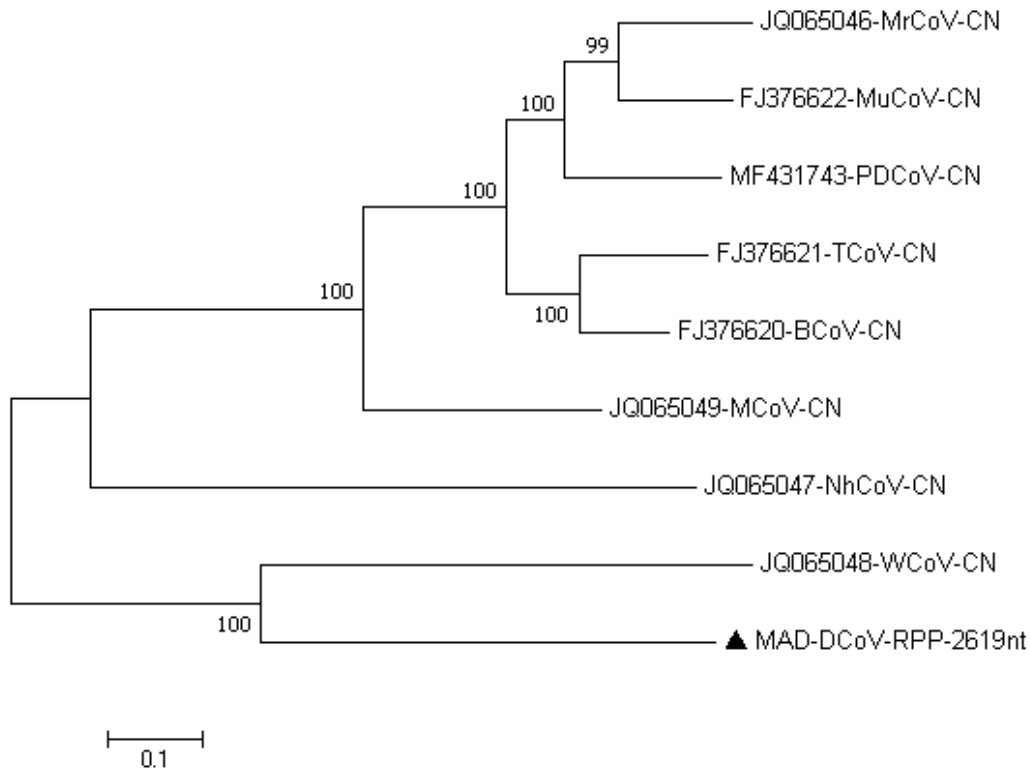 JQ065046-MrCoV-CN
99
FJ376622-MuCoV-CN
100
MF431743-PDCoV-CN
100
FJ376621-TCoV-CN
100
100
FJ376620-BCoV-CN
JQ065049-MCoV-CN
JQ065047-NhCoV-CN
JQ065048-WCoV-CN
100
MAD-DCoV-RPP-2619nt
0.1